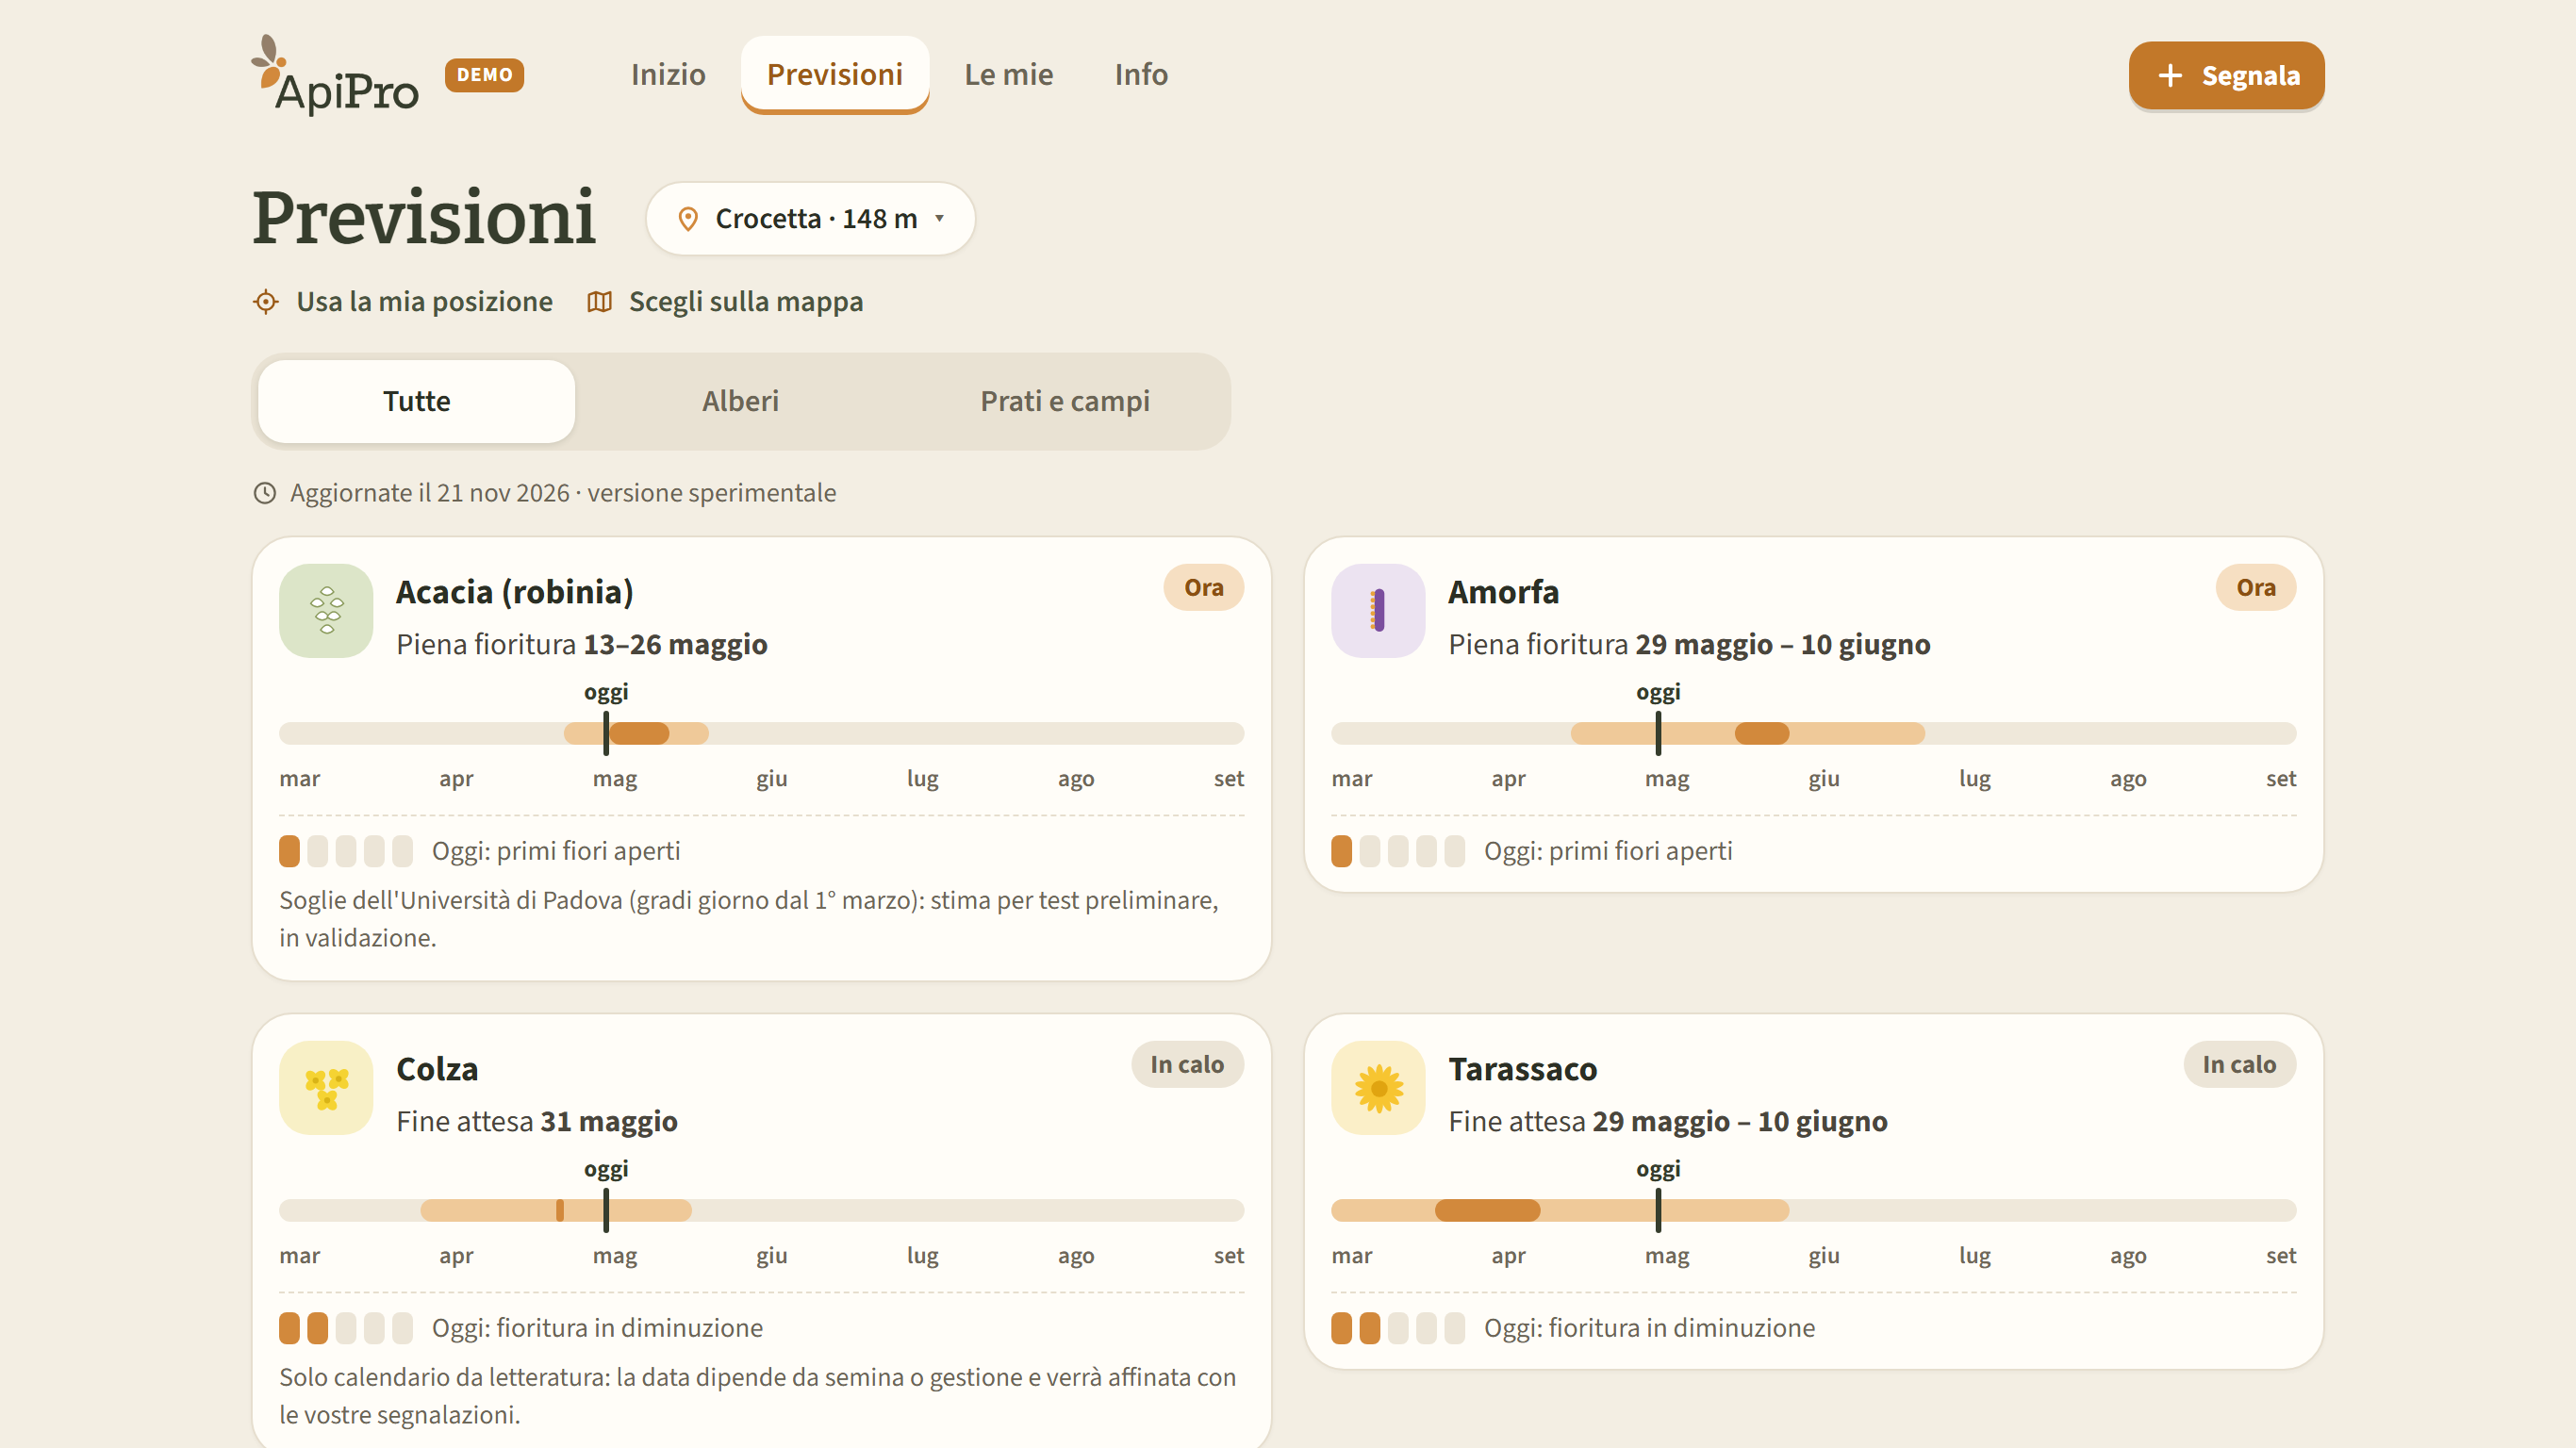 ApiPro DEMO Inizio Previsioni Le mie Info + Segnala
Previsioni Crocetta · 148 m
Usa la mia posizione Scegli sulla mappa
Tutte Alberi Prati e campi
Aggiornate il 21 nov 2026 · versione sperimentale
Acacia (robinia) Ora
Piena fioritura 13–26 maggio
oggi
mar apr mag giu lug ago set
Oggi: primi fiori aperti
Soglie dell'Università di Padova (gradi giorno dal 1° marzo): stima per test preliminare,
in validazione.
Amorfa Ora
Piena fioritura 29 maggio – 10 giugno
oggi
mar apr mag giu lug ago set
Oggi: primi fiori aperti
Colza In calo
Fine attesa 31 maggio
oggi
mar apr mag giu lug ago set
Oggi: fioritura in diminuzione
Solo calendario da letteratura: la data dipende da semina o gestione e verrà affinata con
le vostre segnalazioni.
Tarassaco In calo
Fine attesa 29 maggio – 10 giugno
oggi
mar apr mag giu lug ago set
Oggi: fioritura in diminuzione